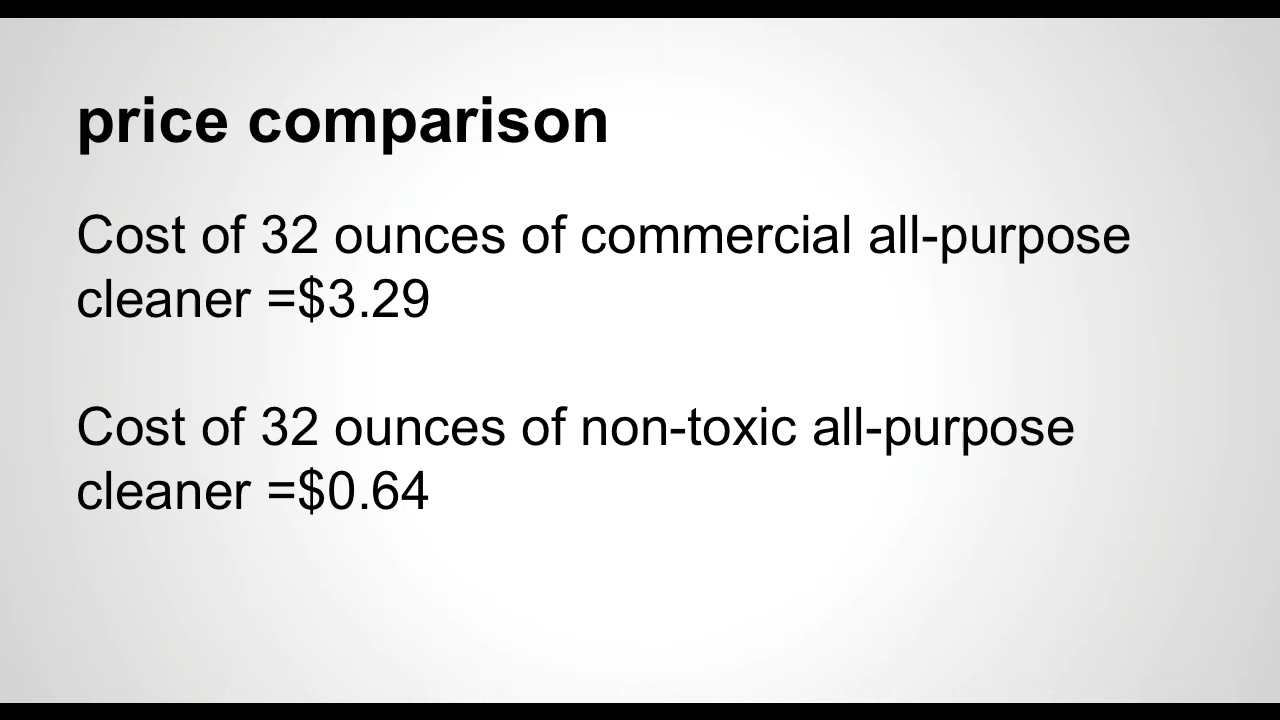 price comparison
Cost of 32 ounces of commercial all-purpose
cleaner =$3.29
Cost of 32 ounces of non-toxic all-purpose
cleaner =$0.64